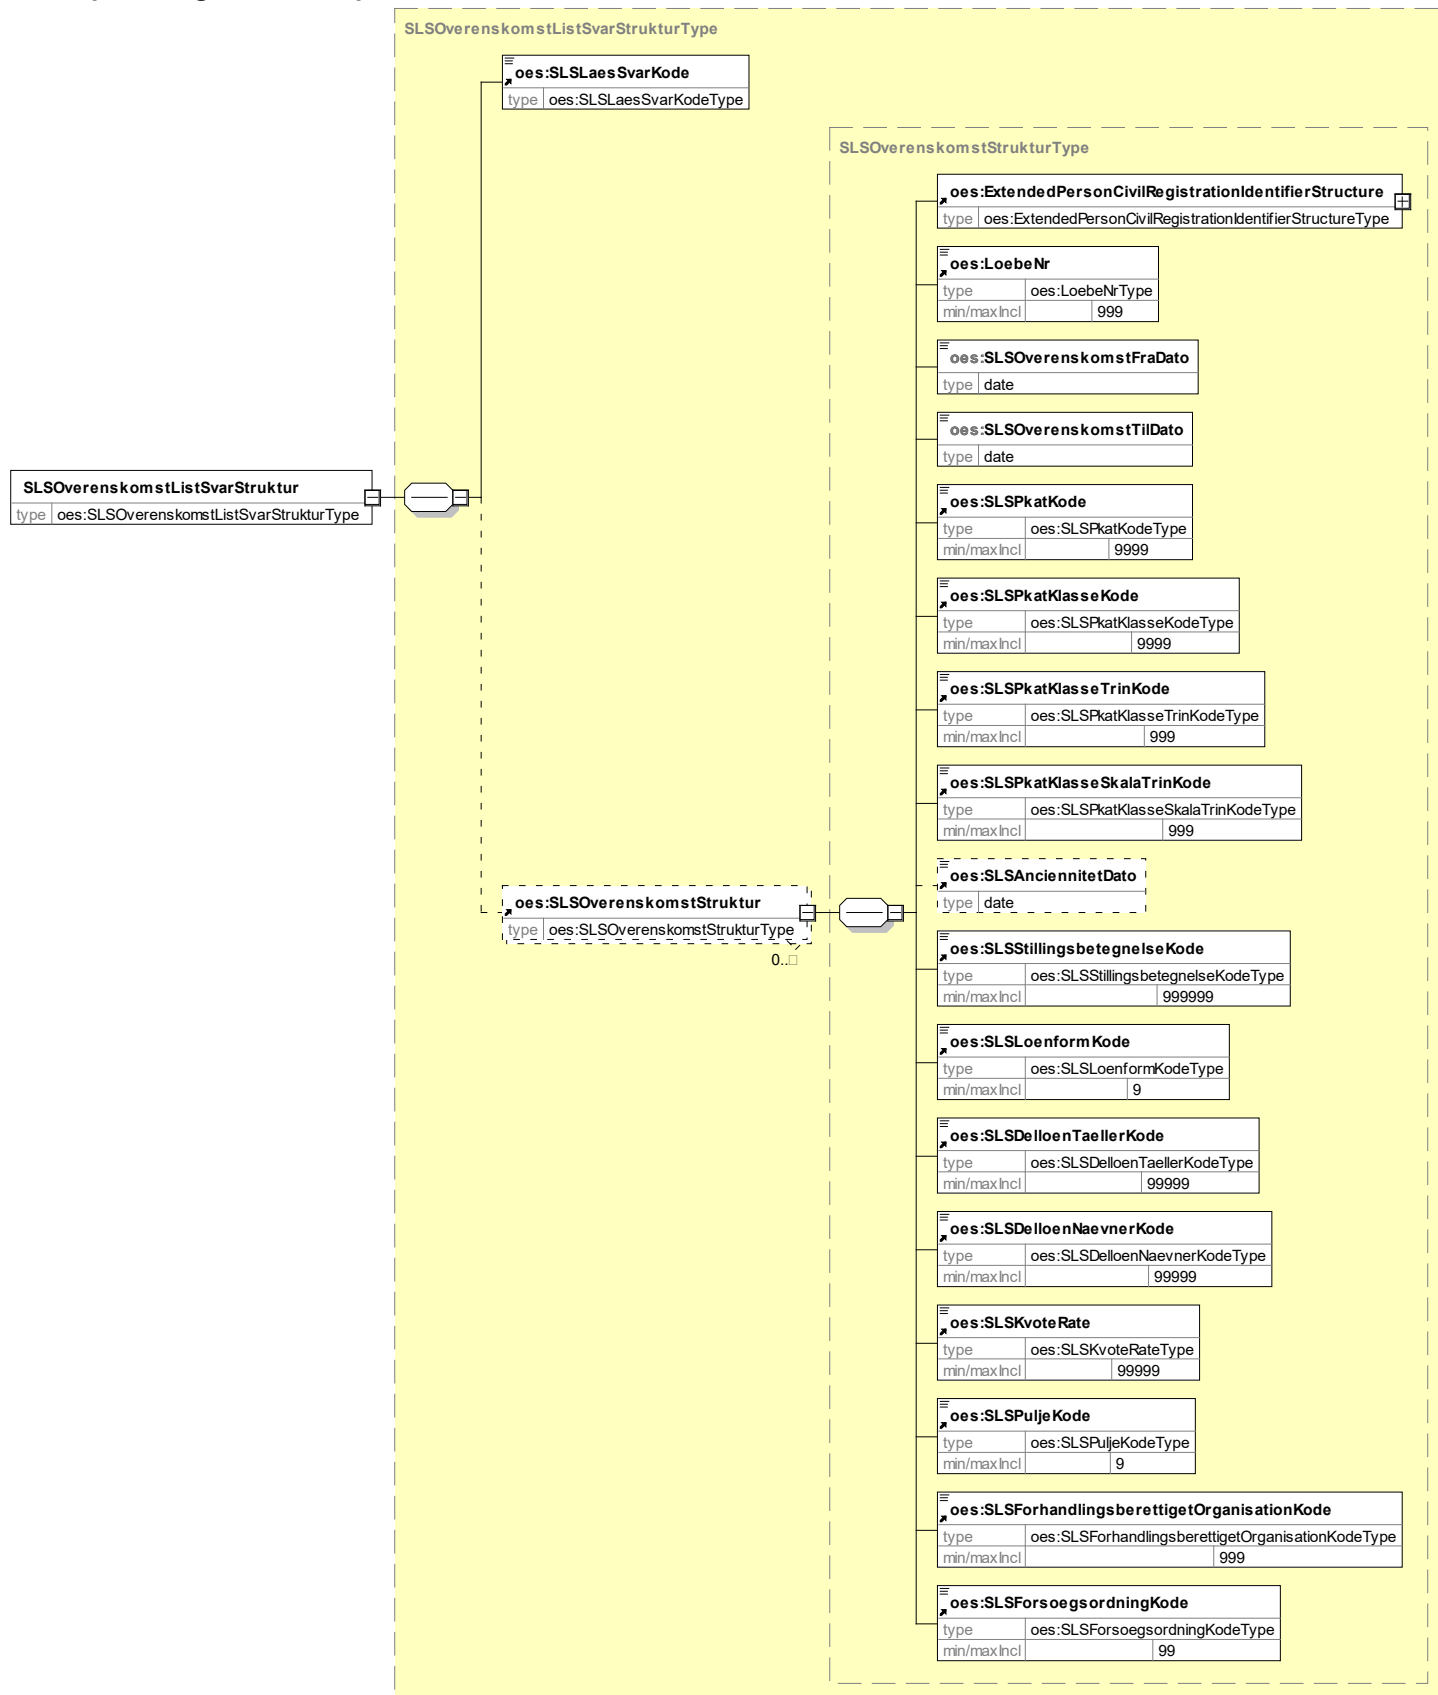 SLSOverenskomstListSvarStrukturType
oes:SLSLaesSvarKode
type oes:SLSLaesSvarKodeType
SLSOverenskomstStrukturType
oes:ExtendedPersonCivilRegistrationIdentifierStructure
type oes:ExtendedPersonCivilRegistrationIdentifierStructureType
oes:LoebeNr
type oes:LoebeNrType
min/maxIncl 999
oes:SLSOverenskomstFraDato
type date
oes:SLSOverenskomstTilDato
type date
SLSOverenskomstListSvarStruktur
type oes:SLSOverenskomstListSvarStrukturType
oes:SLSPkatKode
type oes:SLSPkatKodeType
min/maxIncl 9999
oes:SLSPkatKlasseKode
type oes:SLSPkatKlasseKodeType
min/maxIncl 9999
oes:SLSPkatKlasseTrinKode
type oes:SLSPkatKlasseTrinKodeType
min/maxIncl 999
oes:SLSPkatKlasseSkalaTrinKode
type oes:SLSPkatKlasseSkalaTrinKodeType
min/maxIncl 999
oes:SLSAnciennitetDato
type date
oes:SLSOverenskomstStruktur
type oes:SLSOverenskomstStrukturType
0..
oes:SLSStillingsbetegnelseKode
type oes:SLSStillingsbetegnelseKodeType
min/maxIncl 999999
oes:SLSLoenformKode
type oes:SLSLoenformKodeType
min/maxIncl 9
oes:SLSDelloenTaellerKode
type oes:SLSDelloenTaellerKodeType
min/maxIncl 99999
oes:SLSDelloenNaevnerKode
type oes:SLSDelloenNaevnerKodeType
min/maxIncl 99999
oes:SLSKvoteRate
type oes:SLSKvoteRateType
min/maxIncl 99999
oes:SLSPuljeKode
type oes:SLSPuljeKodeType
min/maxIncl 9
oes:SLSForhandlingsberettigetOrganisationKode
type oes:SLSForhandlingsberettigetOrganisationKodeType
min/maxIncl 999
oes:SLSForsoegsordningKode
type oes:SLSForsoegsordningKodeType
min/maxIncl 99